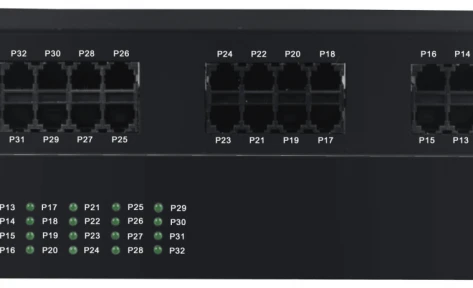 P32 P30 P28 P26 P24 P22 P20 P18 P16 P14
P31 P29 P27 P25 P23 P21 P19 P17 P15 P13
P13 P17 P21 P25 P29
P14 P18 P22 P26 P30
P15 P19 P23 P27 P31
P16 P20 P24 P28 P32